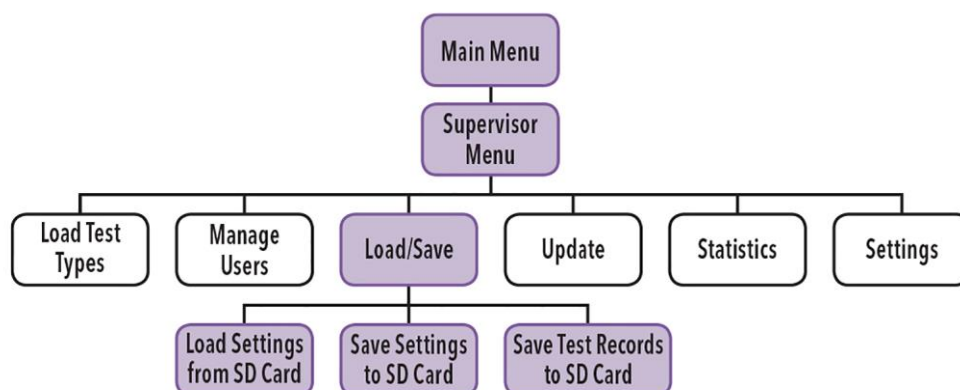 Main Menu
Supervisor
Menu
Load Test
Types
Manage
Users
Load/Save
Update
Statistics
Settings
Load Settings
from SD Card
Save Settings
to SD Card
Save Test Records
to SD Card